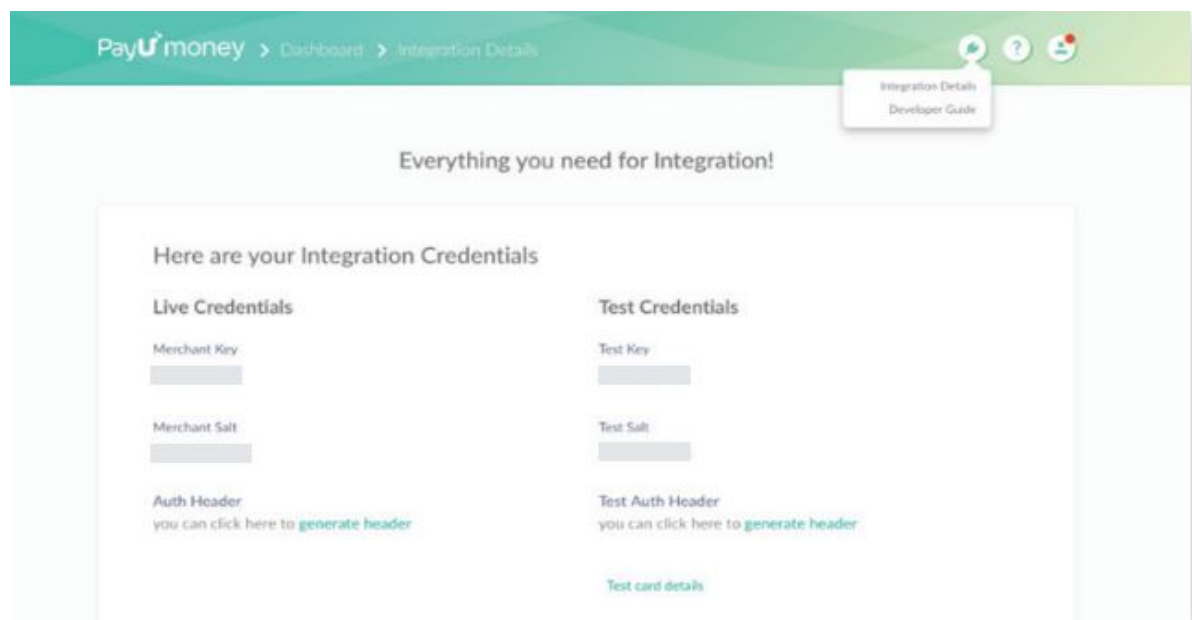 PayUmoney > Dashboard > Integration Details
?
Integration Details
Developer Guide
Everything you need for Integration!
Here are your Integration Credentials
Live Credentials
Test Credentials
Merchant Key
Test Key
Merchant Salt
Test Salt
Auth Header
you can click here to generate header
Test Auth Header
you can click here to generate header
Test card details